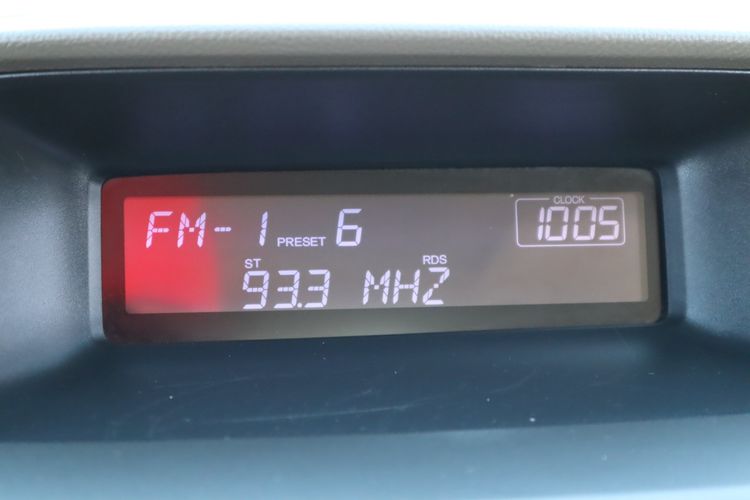 CLOCK
FM-1 PRESET 6 1005
ST RDS
93.3 MHZ